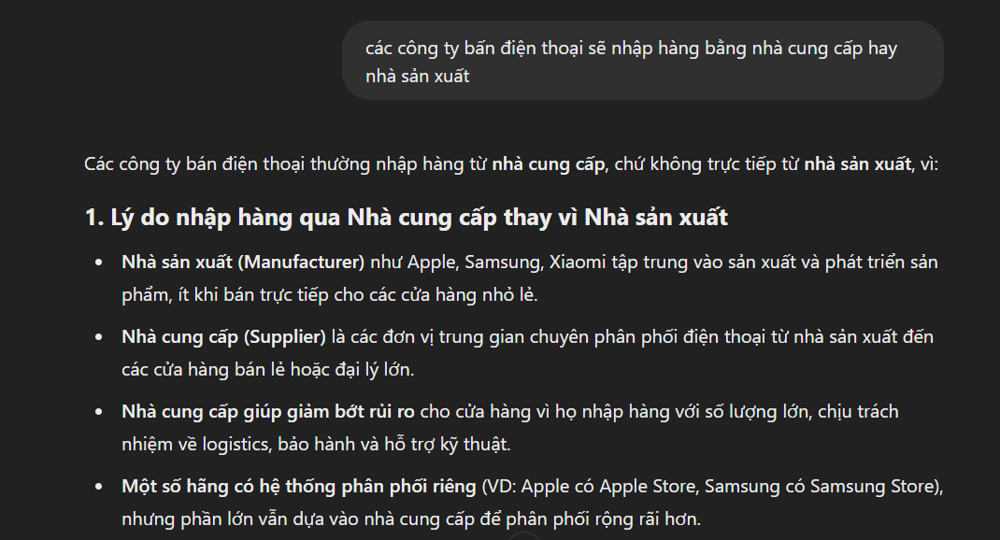 các công ty bấn điện thoại sẽ nhập hàng bằng nhà cung cấp hay
nhà sản xuất
Các công ty bán điện thoại thường nhập hàng từ nhà cung cấp, chứ không trực tiếp từ nhà sản xuất, vì:
1. Lý do nhập hàng qua Nhà cung cấp thay vì Nhà sản xuất
• Nhà sản xuất (Manufacturer) như Apple, Samsung, Xiaomi tập trung vào sản xuất và phát triển sản
phẩm, ít khi bán trực tiếp cho các cửa hàng nhỏ lẻ.
• Nhà cung cấp (Supplier) là các đơn vị trung gian chuyên phân phối điện thoại từ nhà sản xuất đến
các cửa hàng bán lẻ hoặc đại lý lớn.
• Nhà cung cấp giúp giảm bớt rủi ro cho cửa hàng vì họ nhập hàng với số lượng lớn, chịu trách
nhiệm về logistics, bảo hành và hỗ trợ kỹ thuật.
• Một số hãng có hệ thống phân phối riêng (VD: Apple có Apple Store, Samsung có Samsung Store),
nhưng phần lớn vẫn dựa vào nhà cung cấp để phân phối rộng rãi hơn.